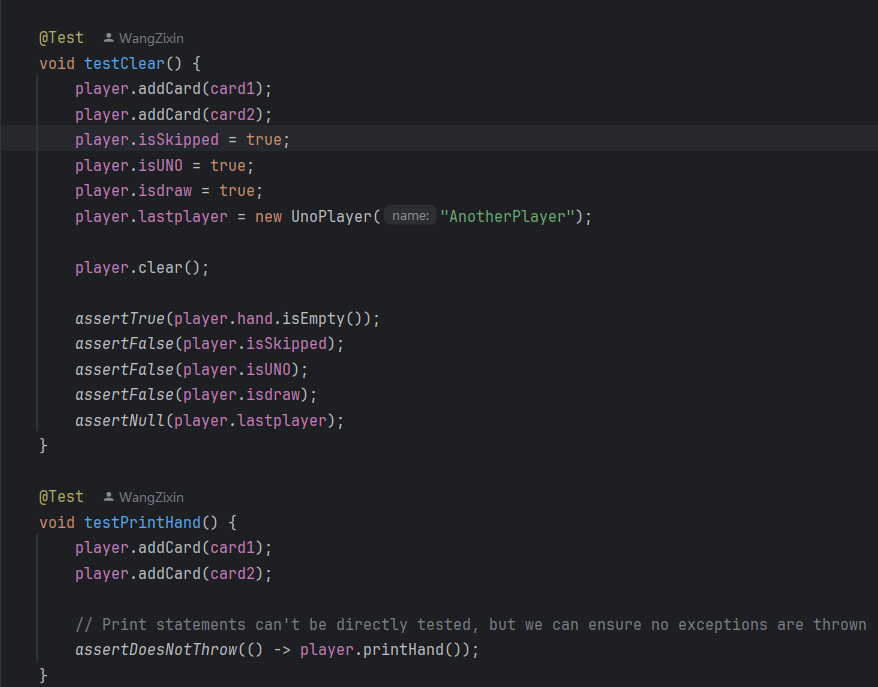 @Test WangZixin
void testClear() {
player.addCard(card1);
player.addCard(card2);
player.isSkipped = true;
player.isUNO = true;
player.isdraw = true;
player.lastplayer = new UnoPlayer( name: "AnotherPlayer");
player.clear();
assertTrue(player.hand.isEmpty());
assertFalse(player.isSkipped);
assertFalse(player.isUNO);
assertFalse(player.isdraw);
assertNull(player.lastplayer);
}
@Test WangZixin
void testPrintHand() {
player.addCard(card1);
player.addCard(card2);
// Print statements can't be directly tested, but we can ensure no exceptions are thrown
assertDoesNotThrow(() -> player.printHand());
}